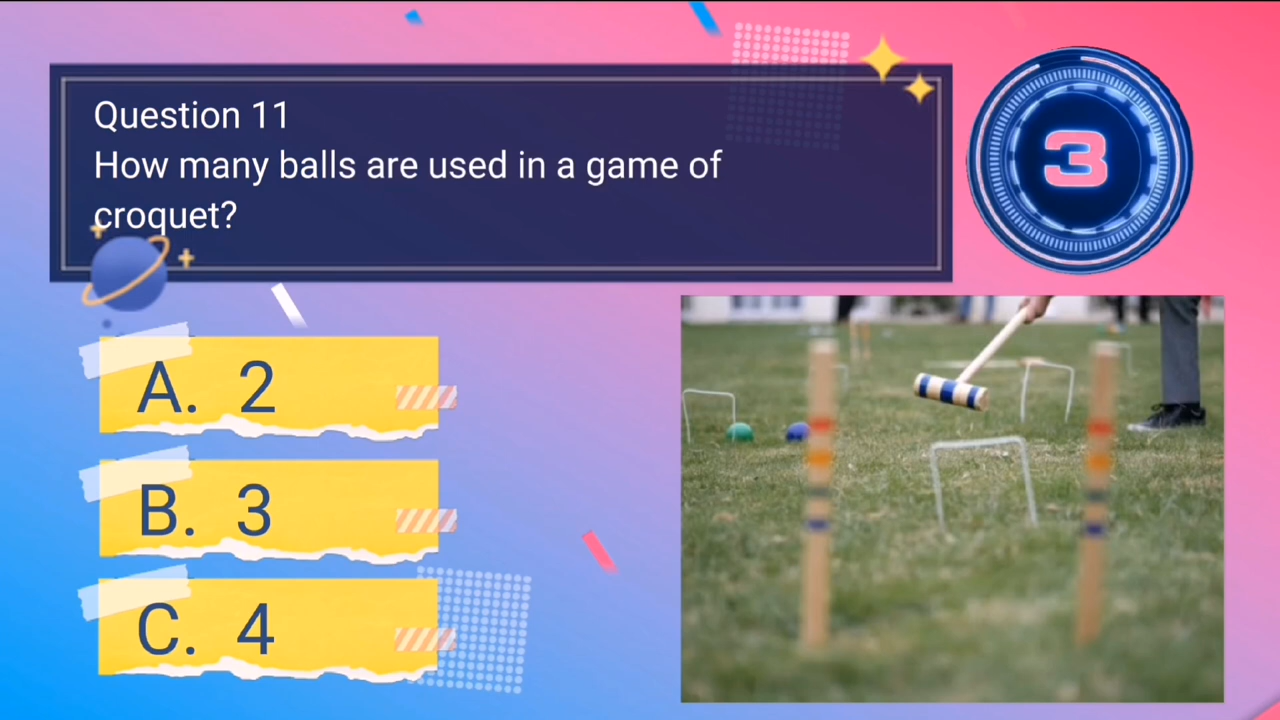 Question 11
How many balls are used in a game of
croquet?
3
A. 2
B. 3
C. 4